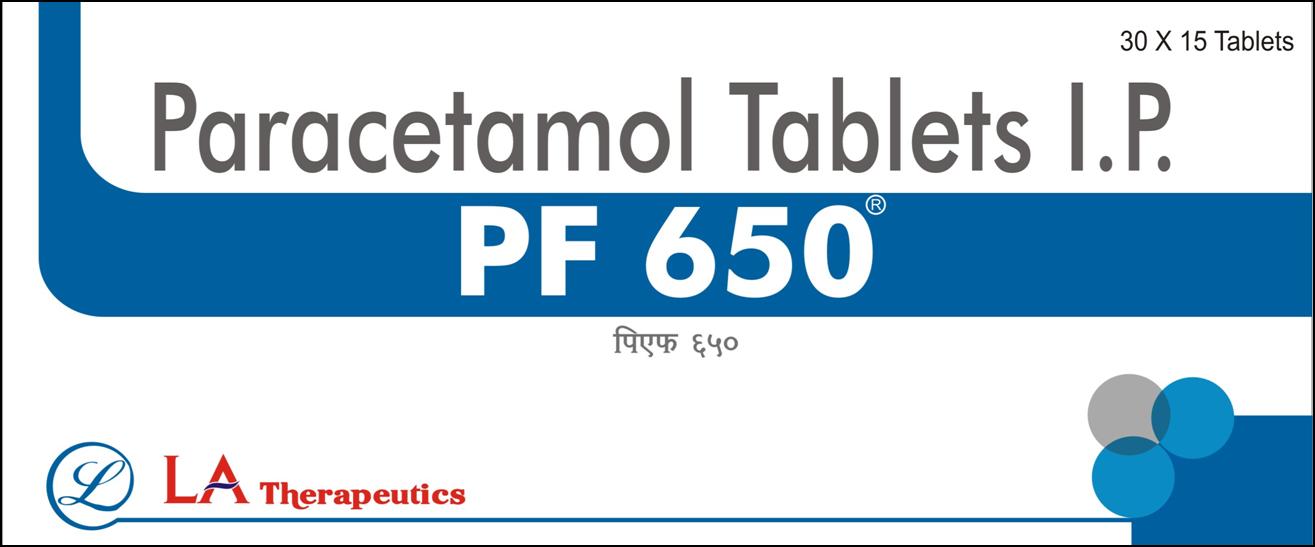 30 X 15 Tablets
Paracetamol Tablets I.P.
PF 650®
पिएफ ६५०
L LA Therapeutics